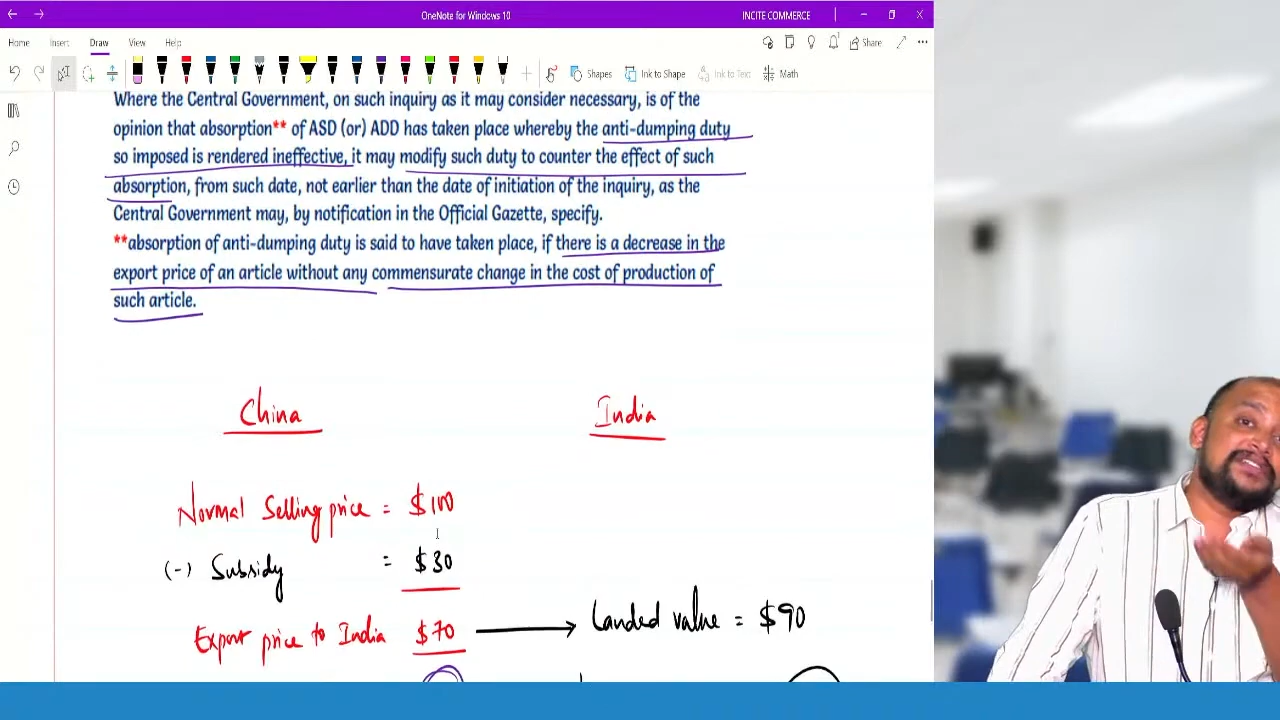 OneNote for Windows 10
INCITE COMMERCE
Home Insert Draw View Help
Share
Shapes Ink to Shape Ink to Text Math
Where the Central Government, on such inquiry as it may consider necessary, is of the
opinion that absorption** of ASD (or) ADD has taken place whereby the anti-dumping duty
so imposed is rendered ineffective, it may modify such duty to counter the effect of such
absorption, from such date, not earlier than the date of initiation of the inquiry, as the
Central Government may, by notification in the Official Gazette, specify.
**absorption of anti-dumping duty is said to have taken place, if there is a decrease in the
export price of an article without any commensurate change in the cost of production of
such article.
China India
Normal Selling price = $100
(-) Subsidy = $30
Export price to India $70 Landed value = $90